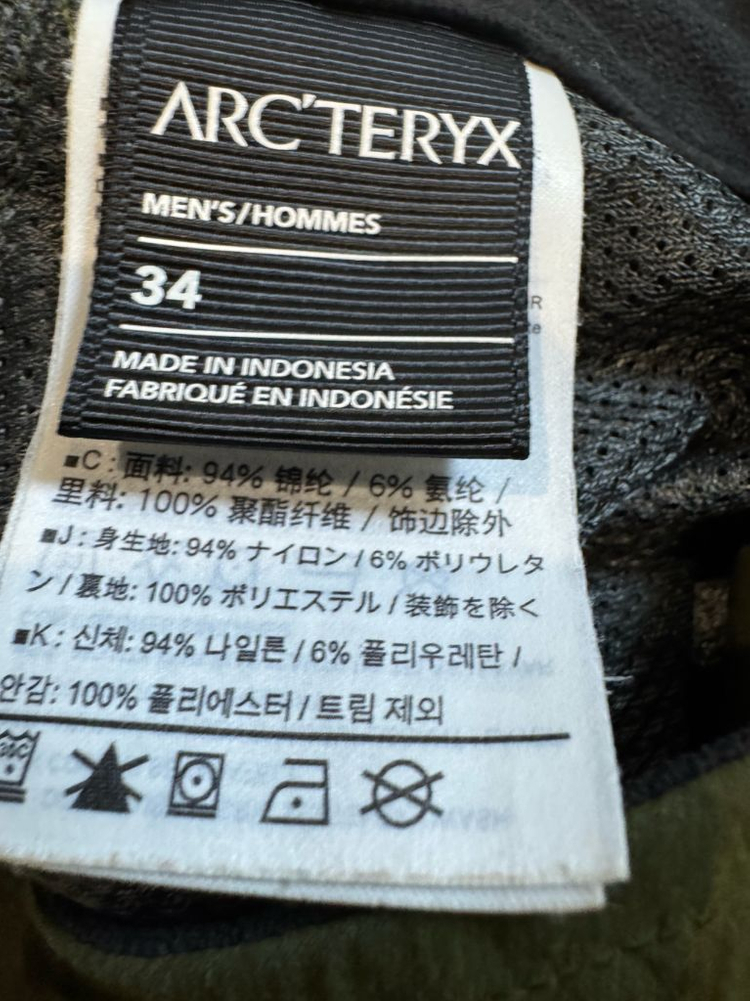 ARC'TERYX
MEN'S/HOMMES
34
MADE IN INDONESIA
FABRIQUÉ EN INDONÉSIE
■C : 面料: 94% 锦纶 / 6% 氨纶 /
里料: 100% 聚酯纤维 / 饰边除外
■J : 身生地: 94% ナイロン / 6% ポリウレタ
ン / 裏地: 100% ポリエステル / 装飾を除く
■K : 신체: 94% 나일론 / 6% 폴리우레탄 /
안감: 100% 폴리에스터 / 트림 제외